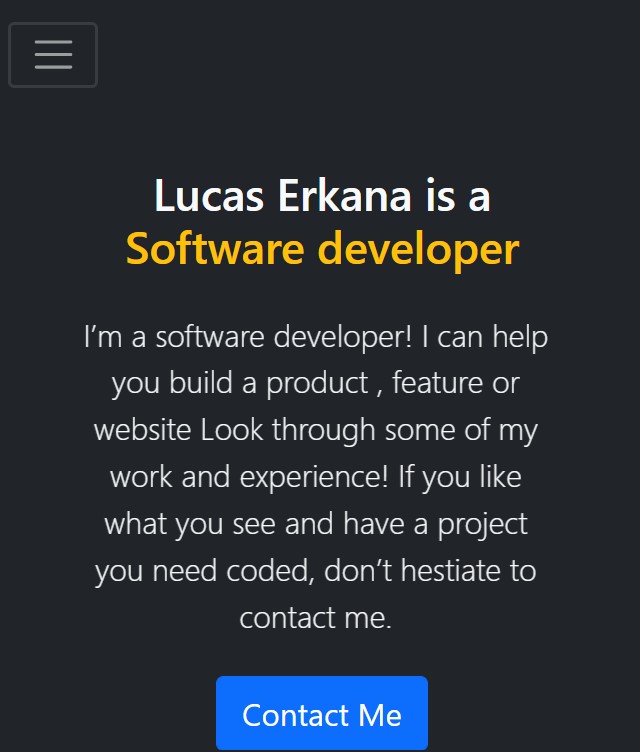 Lucas Erkana is a
Software developer
I’m a software developer! I can help
you build a product , feature or
website Look through some of my
work and experience! If you like
what you see and have a project
you need coded, don’t hestiate to
contact me.
Contact Me